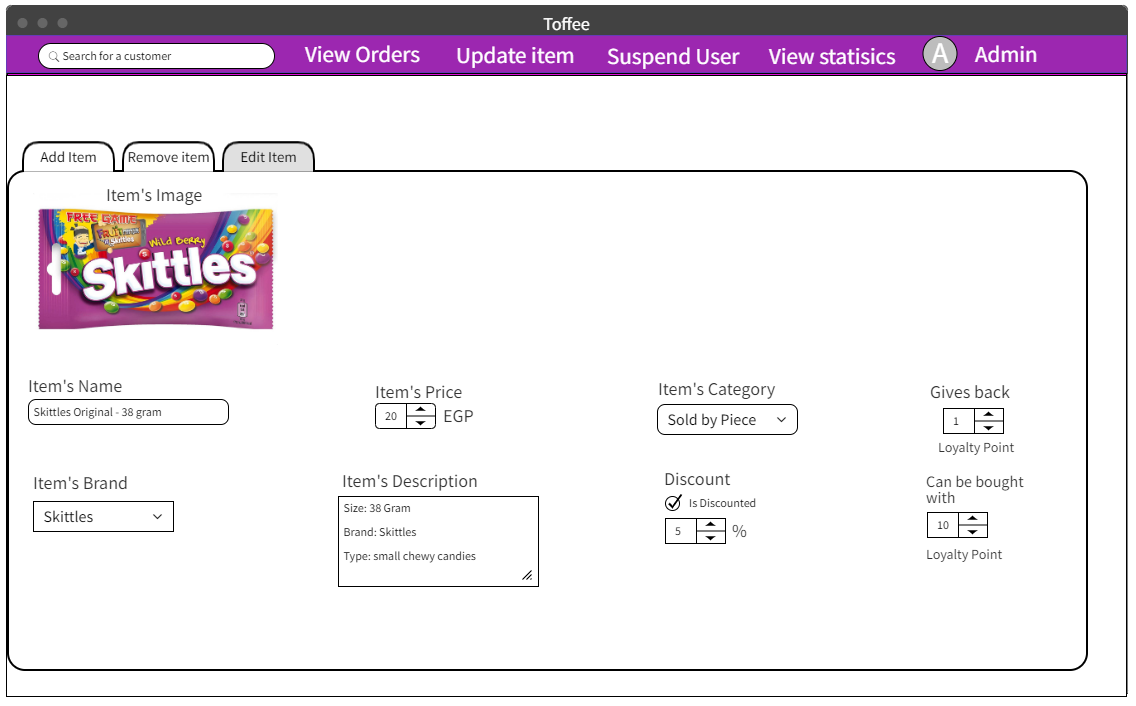 Toffee
Search for a customer
View Orders
Update item
Suspend User
View statisics
A
Admin
Add Item
Remove item
Edit Item
Item's Image
FREE GAME
Fruit
Skittles
Wild Berry
Skittles
Item's Name
Skittles Original - 38 gram
Item's Price
20
EGP
Item's Category
Sold by Piece
Gives back
1
Loyalty Point
Item's Brand
Skittles
Item's Description
Size: 38 Gram
Brand: Skittles
Type: small chewy candies
Discount
Is Discounted
5
%
Can be bought
with
10
Loyalty Point